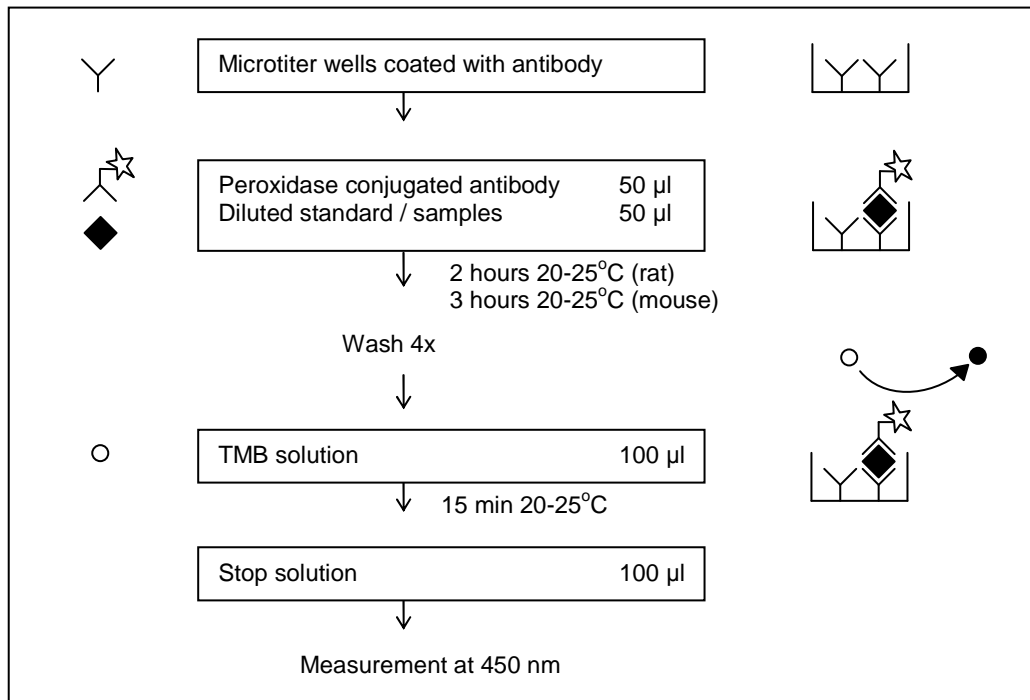 Microtiter wells coated with antibody
Peroxidase conjugated antibody 50 µl
Diluted standard / samples 50 µl
2 hours 20-25°C (rat)
3 hours 20-25°C (mouse)
Wash 4x
TMB solution 100 µl
15 min 20-25°C
Stop solution 100 µl
Measurement at 450 nm